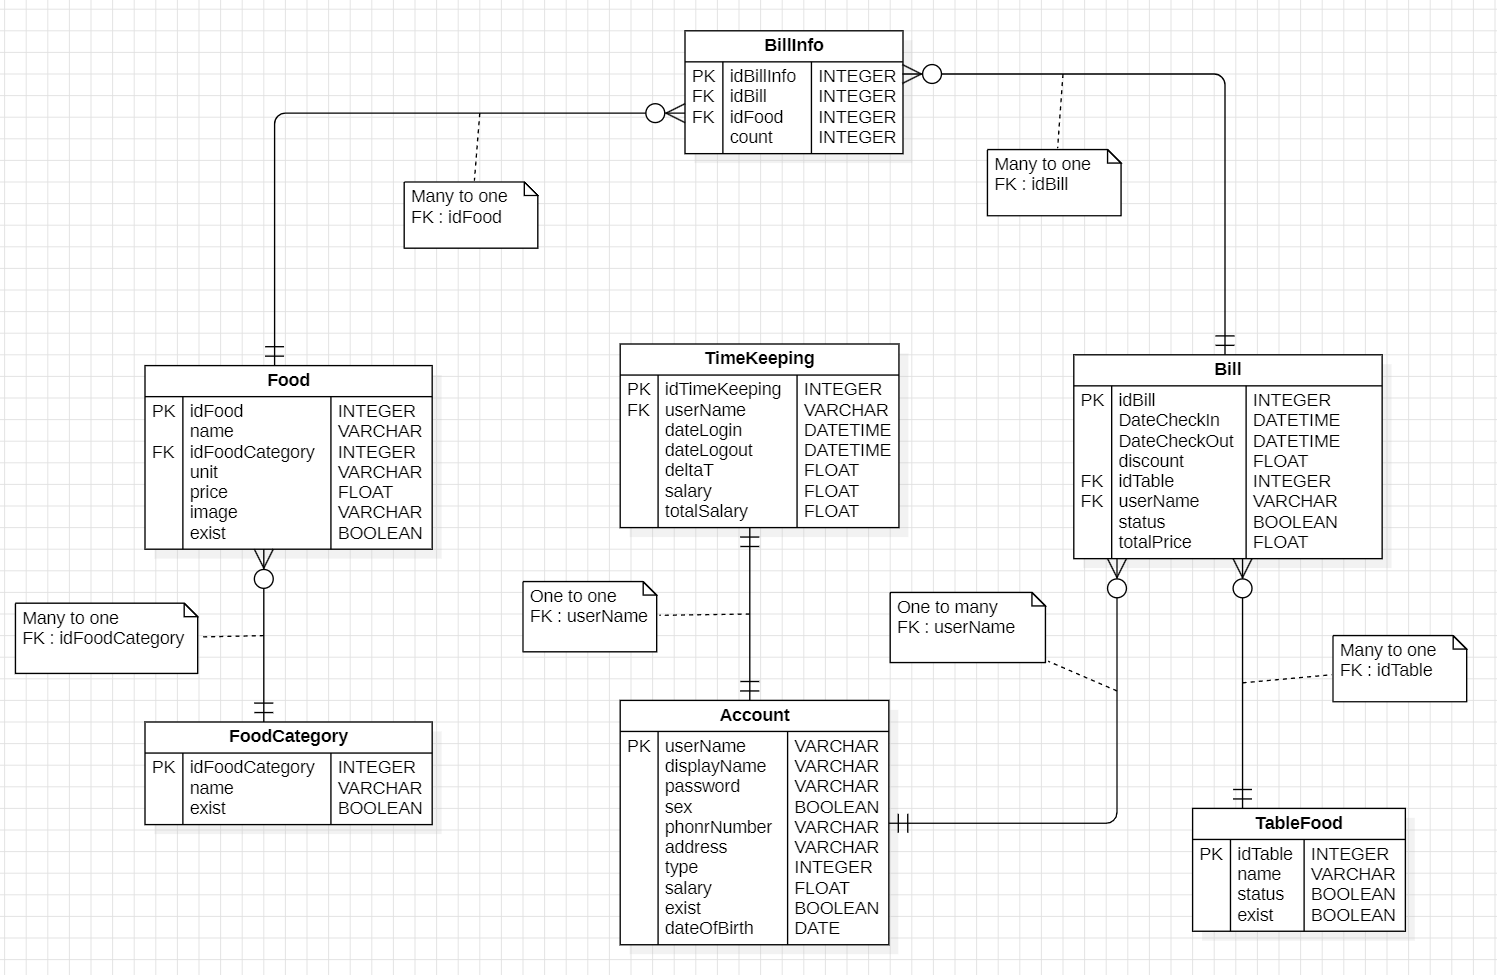 BillInfo
PK idBillInfo INTEGER
FK idBill INTEGER
FK idFood INTEGER
count INTEGER
Many to one
FK : idFood
Many to one
FK : idBill
Food
PK idFood INTEGER
name VARCHAR
FK idFoodCategory INTEGER
unit VARCHAR
price FLOAT
image VARCHAR
exist BOOLEAN
TimeKeeping
PK idTimeKeeping INTEGER
FK userName VARCHAR
dateLogin DATETIME
dateLogout DATETIME
deltaT FLOAT
salary FLOAT
totalSalary FLOAT
Bill
PK idBill INTEGER
DateCheckIn DATETIME
DateCheckOut DATETIME
discount FLOAT
FK idTable INTEGER
FK userName VARCHAR
status BOOLEAN
totalPrice FLOAT
Many to one
FK : idFoodCategory
One to one
FK : userName
One to many
FK : userName
Many to one
FK : idTable
FoodCategory
PK idFoodCategory INTEGER
name VARCHAR
exist BOOLEAN
Account
PK userName VARCHAR
displayName VARCHAR
password VARCHAR
sex BOOLEAN
phonrNumber VARCHAR
address VARCHAR
type INTEGER
salary FLOAT
exist BOOLEAN
dateOfBirth DATE
TableFood
PK idTable INTEGER
name VARCHAR
status BOOLEAN
exist BOOLEAN